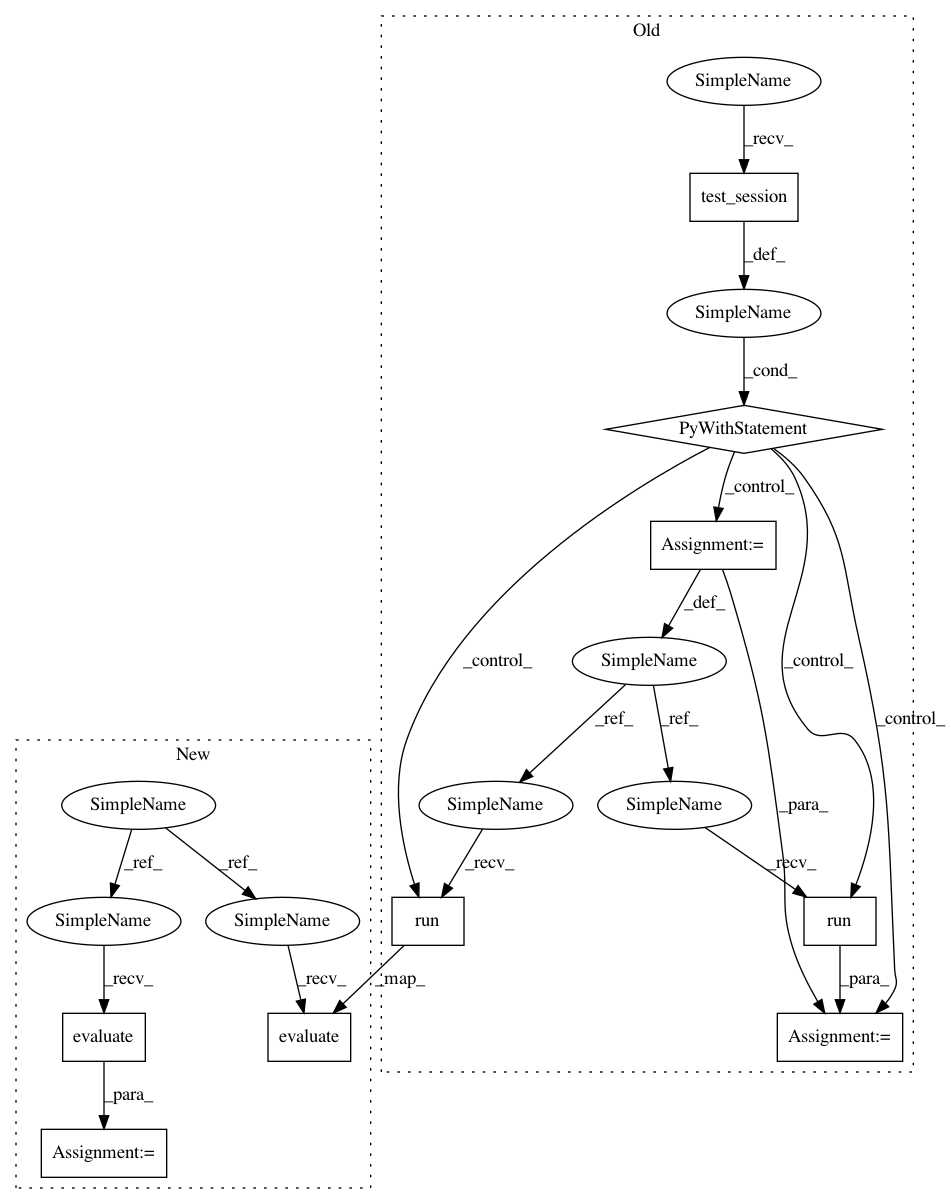 Old
SimpleName
_recv_
test_session
_def_
SimpleName
_cond_
PyWithStatement
_control_
Assignment:=
_def_
SimpleName
_control_
_control_
_control_
_ref_
_ref_
New
SimpleName
SimpleName
SimpleName
_para_
_ref_
_ref_
_recv_
_recv_
SimpleName
SimpleName
run
run
_recv_
_recv_
_map_
_para_
evaluate
evaluate
Assignment:=
_para_
Assignment:=